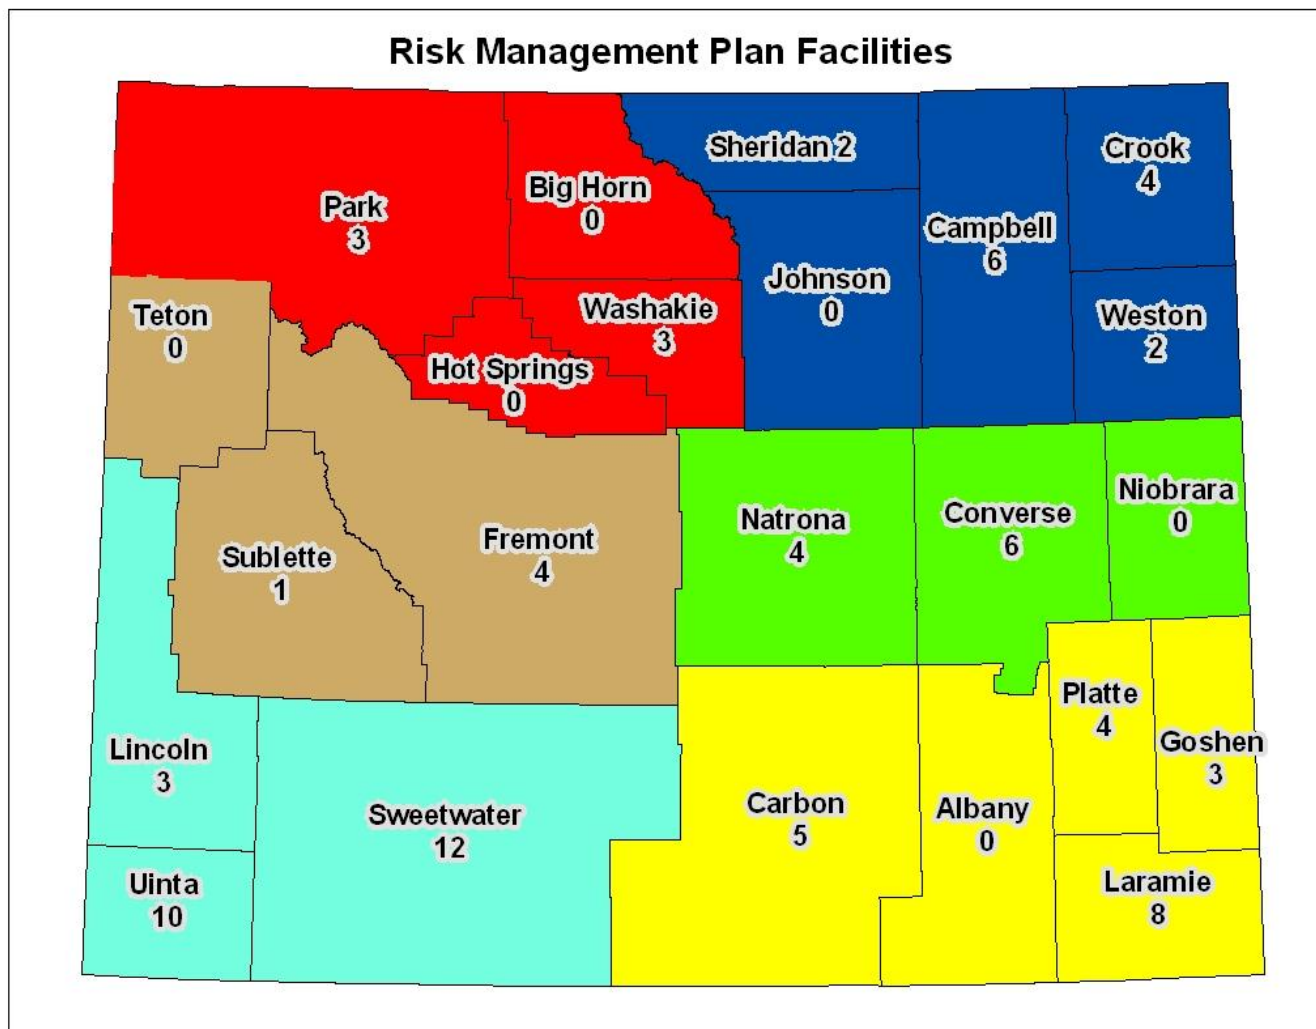 Risk Management Plan Facilities
Sheridan 2
Crook
4
Big Horn
0
Park
3
Campbell
6
Johnson
0
Teton
0
Washakie
3
Weston
2
Hot Springs
0
Niobrara
0
Natrona
4
Converse
6
Fremont
4
Sublette
1
Platte
4
Goshen
3
Lincoln
3
Carbon
5
Albany
0
Sweetwater
12
Uinta
10
Laramie
8